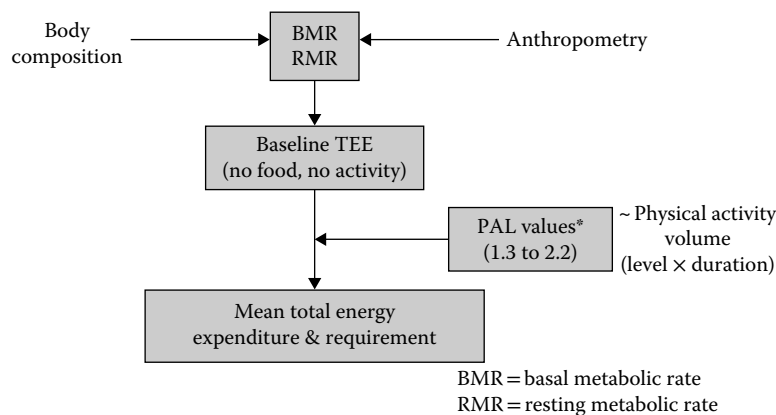 Body
composition
BMR
RMR
Anthropometry
Baseline TEE
(no food, no activity)
PAL values*
(1.3 to 2.2)
~ Physical activity
volume
(level × duration)
Mean total energy
expenditure & requirement
BMR = basal metabolic rate
RMR = resting metabolic rate